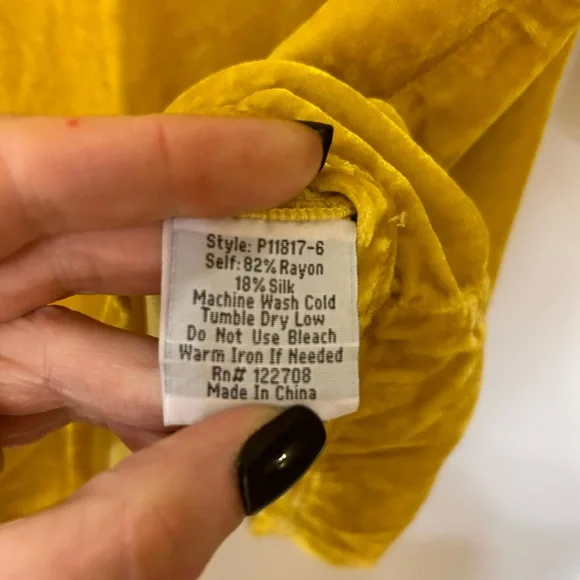 Style: P11817-6
Self: 82% Rayon
18% Silk
Machine Wash Cold
Tumble Dry Low
Do Not Use Bleach
Warm Iron If Needed
Rn# 122708
Made In China